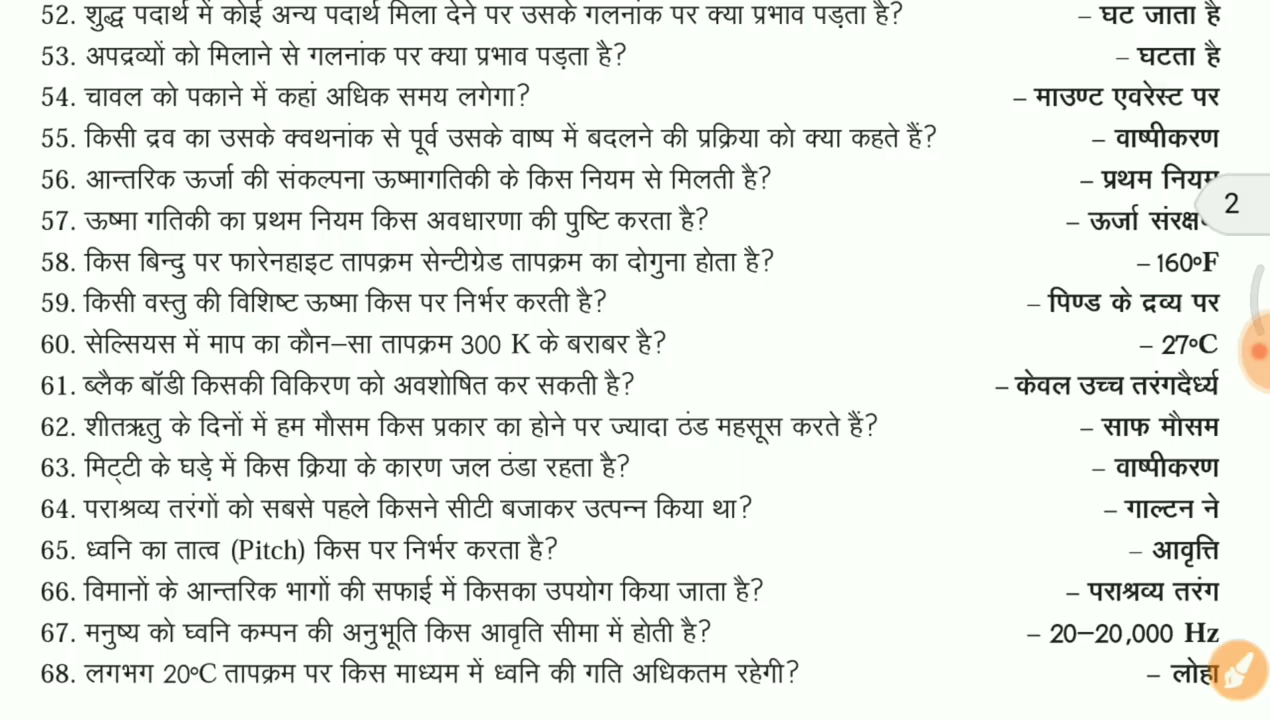 52. शुद्ध पदार्थ में कोई अन्य पदार्थ मिला देने पर उसके गलनांक पर क्या प्रभाव पड़ता है? – घट जाता है
53. अपद्रव्यों को मिलाने से गलनांक पर क्या प्रभाव पड़ता है? – घटता है
54. चावल को पकाने में कहां अधिक समय लगेगा? – माउण्ट एवरेस्ट पर
55. किसी द्रव का उसके क्वथनांक से पूर्व उसके वाष्प में बदलने की प्रक्रिया को क्या कहते हैं? – वाष्पीकरण
56. आन्तरिक ऊर्जा की संकल्पना ऊष्मागतिकी के किस नियम से मिलती है? – प्रथम नियम
57. ऊष्मा गतिकी का प्रथम नियम किस अवधारणा की पुष्टि करता है? – ऊर्जा
2
58. किस बिन्दु पर फारेनहाइट तापक्रम सेन्टीग्रेड तापक्रम का दोगुना होता है? – 160°F
59. किसी वस्तु की विशिष्ट ऊष्मा किस पर निर्भर करती है? – पिण्ड के द्रव्य पर
60. सेल्सियस में माप का कौन–सा तापक्रम 300 K के बराबर है? – 27°C
61. ब्लैक बॉडी किसकी विकिरण को अवशोषित कर सकती है? – केवल उच्च तरंगदैर्ध्य
62. शीतऋतु के दिनों में हम मौसम किस प्रकार का होने पर ज्यादा ठंड महसूस करते हैं? – साफ मौसम
63. मिट्टी के घड़े में किस क्रिया के कारण जल ठंडा रहता है? – वाष्पीकरण
64. पराश्रव्य तरंगों को सबसे पहले किसने सीटी बजाकर उत्पन्न किया था? – गाल्टन ने
65. ध्वनि का तात्व (Pitch) किस पर निर्भर करता है? – आवृत्ति
66. विमानों के आन्तरिक भागों की सफाई में किसका उपयोग किया जाता है? – पराश्रव्य तरंग
67. मनुष्य को घ्वनि कम्पन की अनुभूति किस आवृति सीमा में होती है? – 20–20,000 Hz
68. लगभग 20°C तापक्रम पर किस माध्यम में ध्वनि की गति अधिकतम रहेगी? – लोहा